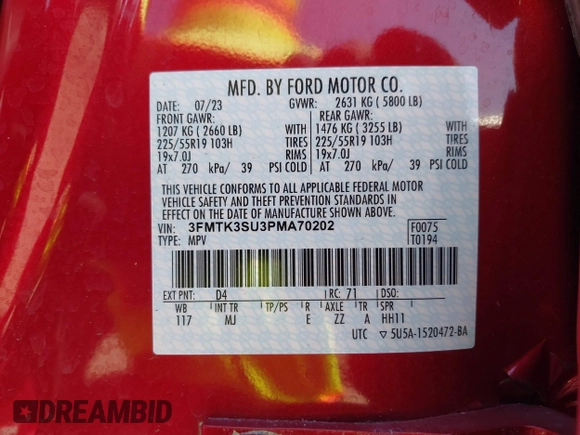 MFD. BY FORD MOTOR CO.
DATE: 07/23 GVWR: 2631 KG ( 5800 LB)
FRONT GAWR: REAR GAWR:
1207 KG ( 2660 LB) WITH 1476 KG ( 3255 LB) WITH
225/55R19 103H TIRES 225/55R19 103H TIRES
19x7.0J RIMS 19x7.0J RIMS
AT 270 kPa/ 39 PSI COLD AT 270 kPa/ 39 PSI COLD
THIS VEHICLE CONFORMS TO ALL APPLICABLE FEDERAL MOTOR
VEHICLE SAFETY AND THEFT PREVENTION STANDARDS IN
EFFECT ON THE DATE OF MANUFACTURE SHOWN ABOVE.
VIN: 3FMTK3SU3PMA70202 F0075
TYPE: MPV T0194
EXT PNT: D4 RC: 71 DSO:
WB INT TR TP/PS R AXLE TR SPR
117 MJ E ZZ A HH11
UTC ▽ 5U5A-1520472-BA
DREAMBID